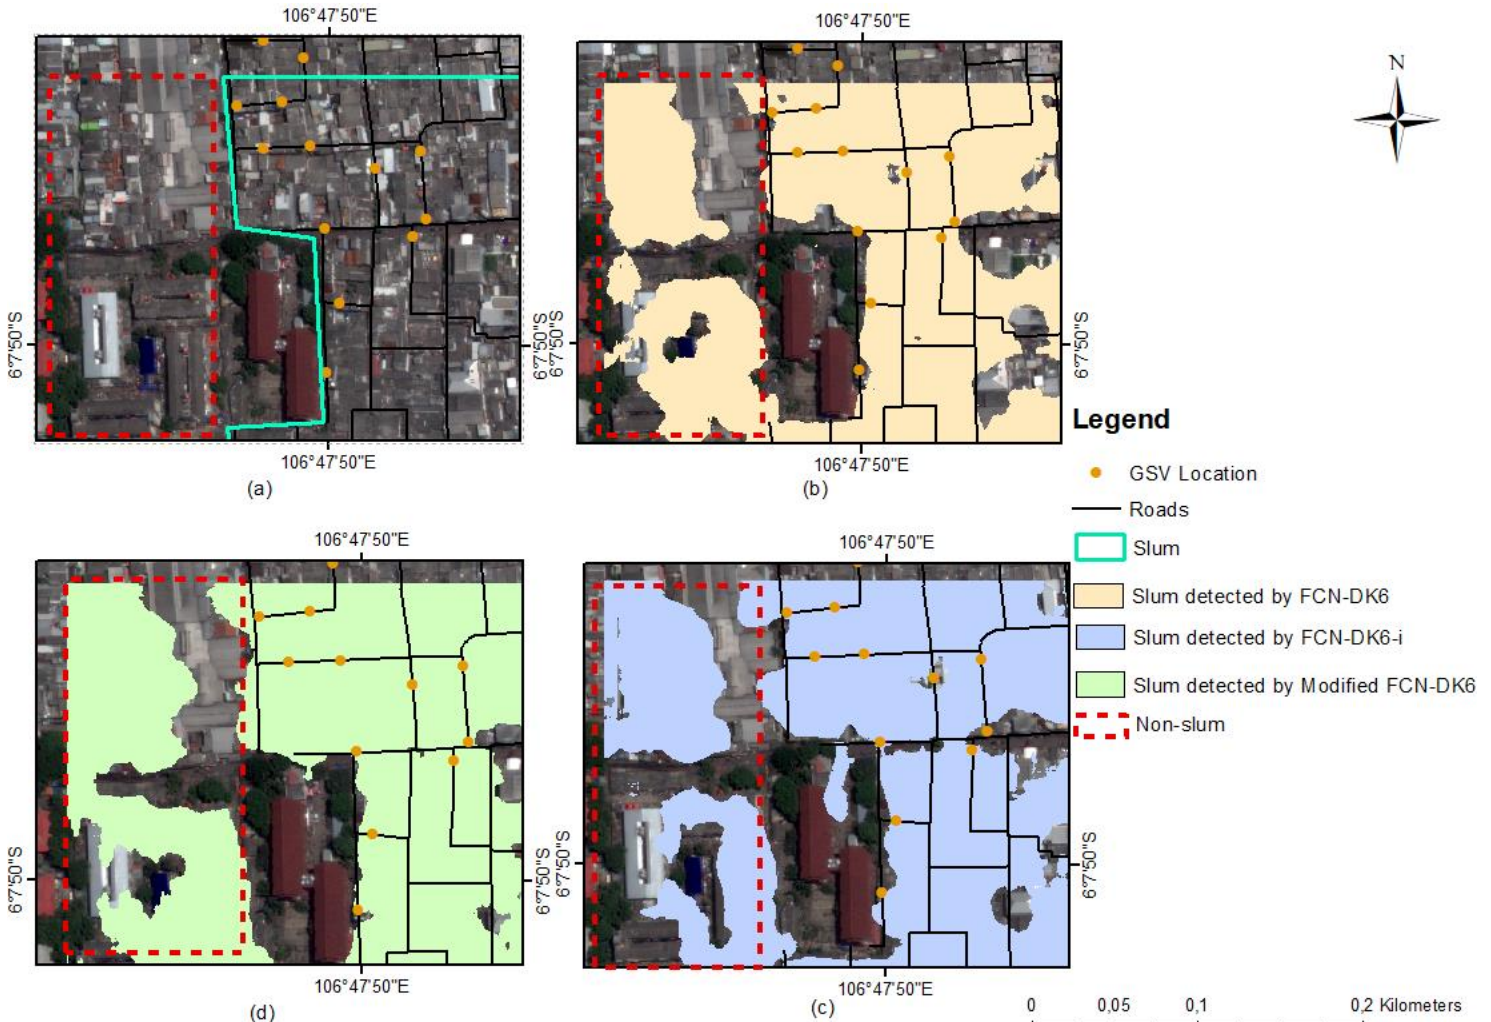 106°47'50"E
106°47'50"E
N
6°7'50"S
6°7'50"S
6°7'50"S
6°7'50"S
106°47'50"E
106°47'50"E
(a)
(b)
Legend
GSV Location
Roads
Slum
Slum detected by FCN-DK6
Slum detected by FCN-DK6-i
Slum detected by Modified FCN-DK6
Non-slum
106°47'50"E
106°47'50"E
6°7'50"S
6°7'50"S
6°7'50"S
6°7'50"S
106°47'50"E
106°47'50"E
(d)
(c)
0 0,05 0,1 0,2 Kilometers